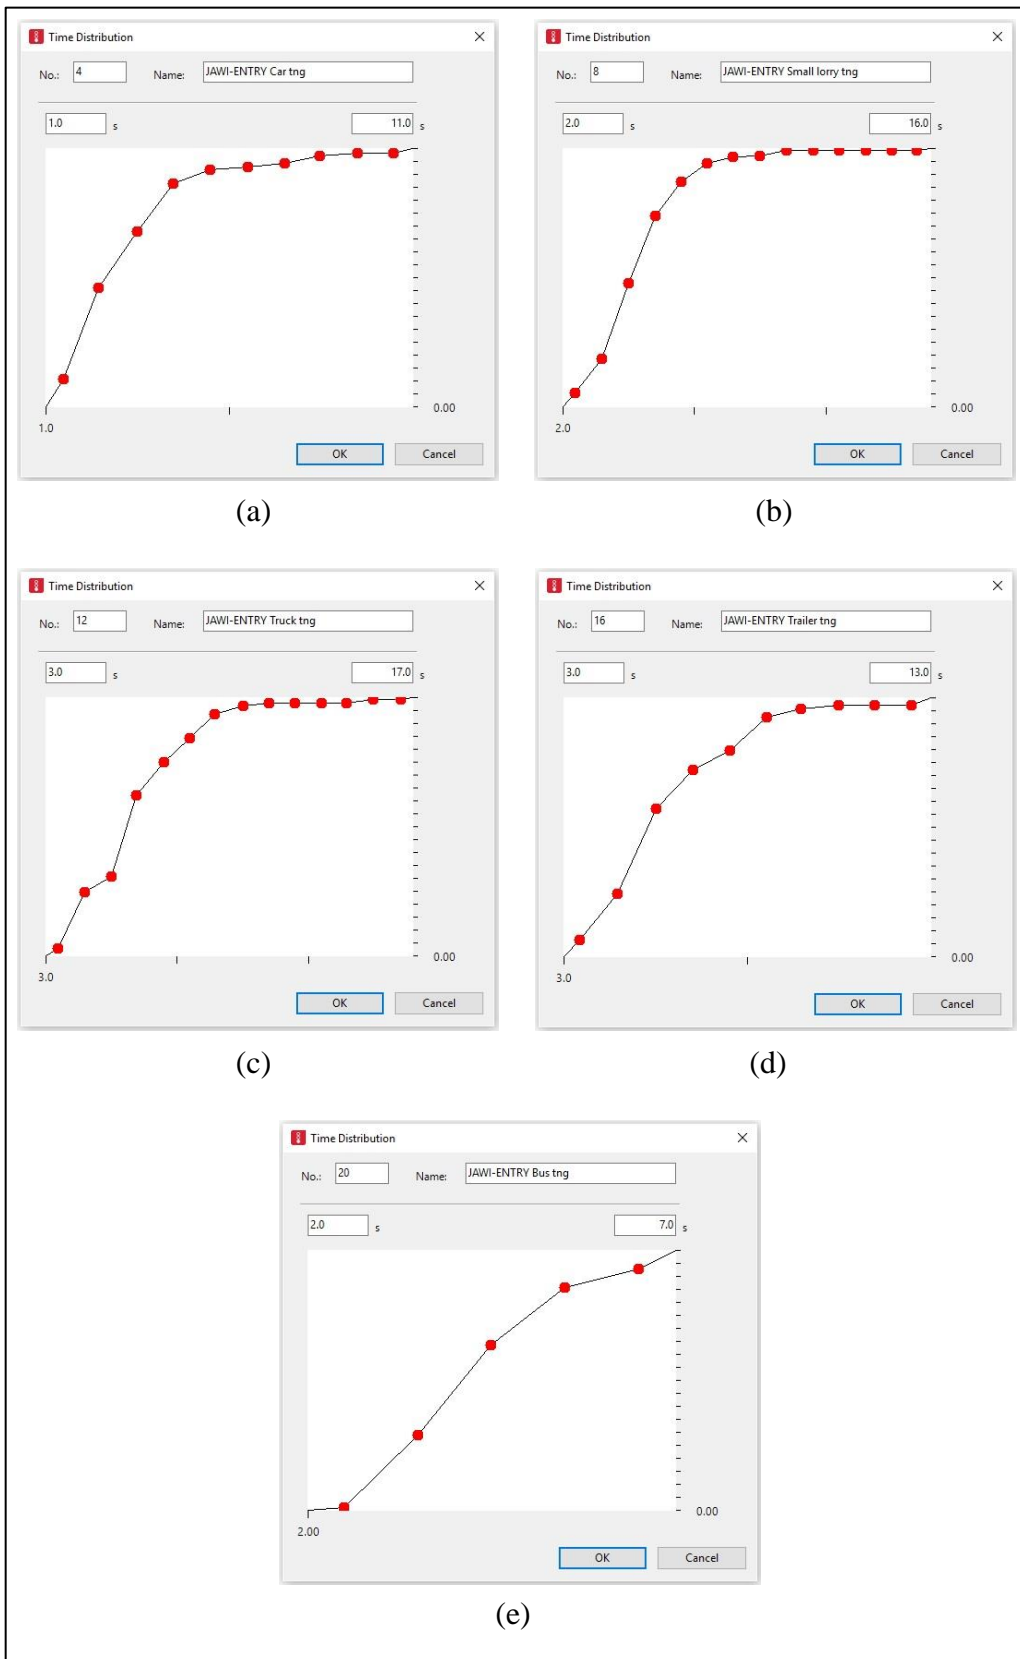 Time Distribution
No.: 4 Name: JAWI-ENTRY Car tng
1.0 s 11.0 s
0.00
1.0
OK Cancel
(a)
Time Distribution
No.: 8 Name: JAWI-ENTRY Small lorry tng
2.0 s 16.0 s
0.00
2.0
OK Cancel
(b)
Time Distribution
No.: 12 Name: JAWI-ENTRY Truck tng
3.0 s 17.0 s
0.00
3.0
OK Cancel
(c)
Time Distribution
No.: 16 Name: JAWI-ENTRY Trailer tng
3.0 s 13.0 s
0.00
3.0
OK Cancel
(d)
Time Distribution
No.: 20 Name: JAWI-ENTRY Bus tng
2.0 s 7.0 s
0.00
2.00
OK Cancel
(e)